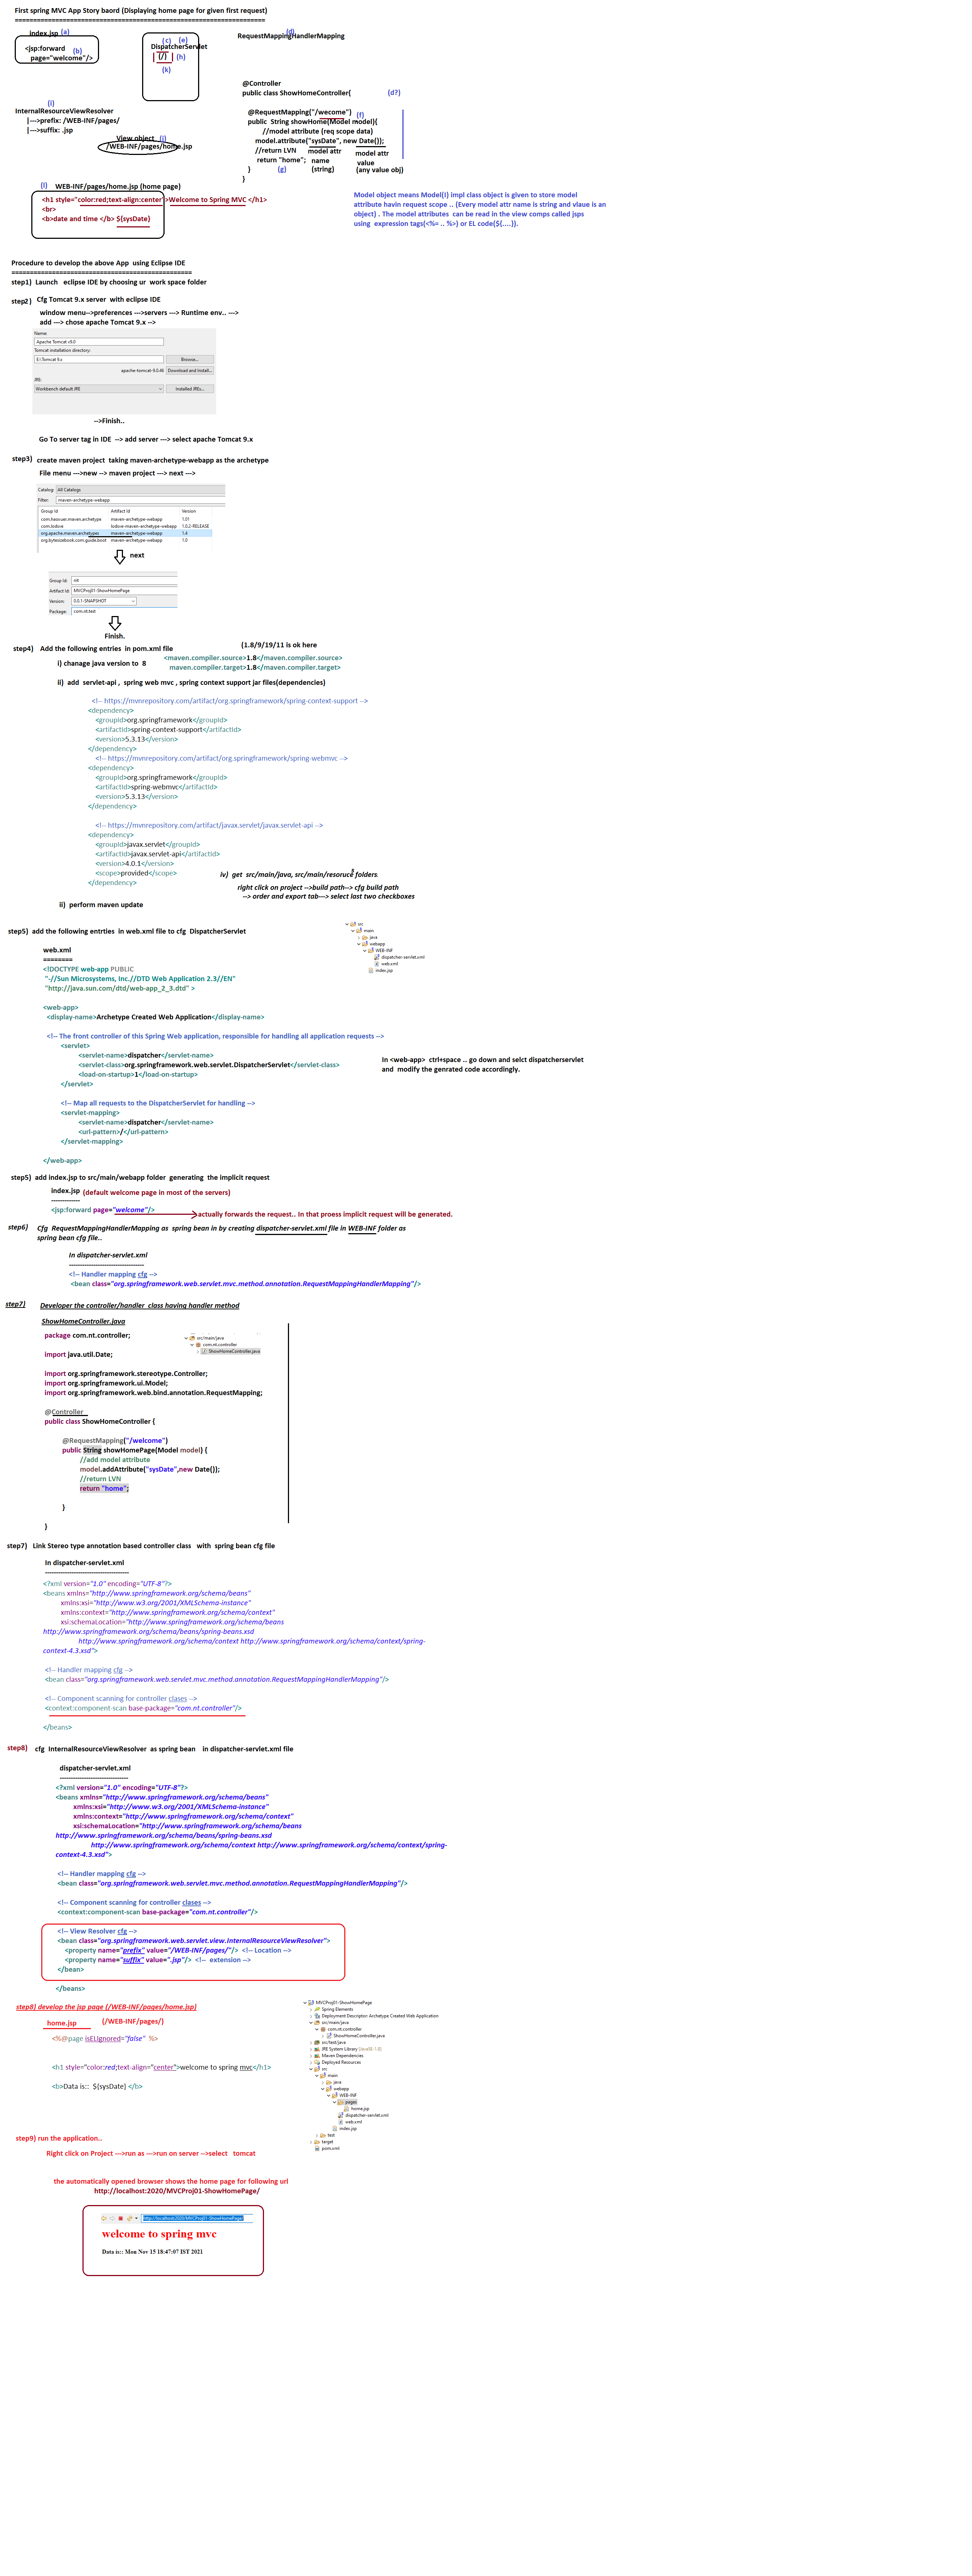 First spring MVC App Story baord (Displaying home page for given first request)
====================================================================
index.jsp (a)
<jsp:forward (b)
page="welcome"/>
(c) (e)
DispatcherServlet
(/) (h)
(k)
(d)
RequestMappingHandlerMapping
@Controller
public class ShowHomeController{ (d?)
@RequestMapping("/wecome") (f)
public String showHome(Model model){
//model attribute (req scope data)
model.attribute("sysDate", new Date());
//return LVN model attr model attr
return "home"; name value
} (g) (string) (any value obj)
}
(i)
InternalResourceViewResolver
|--->prefix: /WEB-INF/pages/
|--->suffix: .jsp
View object (j)
/WEB-INF/pages/home.jsp
(l) WEB-INF/pages/home.jsp (home page)
<h1 style="color:red;text-align:center">Welcome to Spring MVC </h1>
<br>
<b>date and time </b> ${sysDate}
Model object means Model(I) impl class object is given to store model
attribute havin request scope .. (Every model attr name is string and vlaue is an
object) . The model attributes can be read in the view comps called jsps
using expression tags(<%= .. %>) or EL code(${....}).
Procedure to develop the above App using Eclipse IDE
=================================================
step1) Launch eclipse IDE by choosing ur work space folder
step2) Cfg Tomcat 9.x server with eclipse IDE
window menu-->preferences --->servers ---> Runtime env.. --->
add ---> chose apache Tomcat 9.x -->
Name:
Apache Tomcat v9.0
Tomcat installation directory:
E:\Tomcat 9.x Browse...
apache-tomcat-9.0.46 Download and Install...
JRE:
Workbench default JRE Installed JREs...
-->Finish..
Go To server tag in IDE --> add server ---> select apache Tomcat 9.x
step3) create maven project taking maven-archetype-webapp as the archetype
File menu --->new --> maven project ---> next --->
Catalog: All Catalogs
Filter: maven-archetype-webapp
Group Id Artifact Id Version
com.haoxuer.maven.archetype maven-archetype-webapp 1.01
com.lodsve lodsve-maven-archetype-webapp 1.0.2-RELEASE
org.apache.maven.archetypes maven-archetype-webapp 1.4
org.bytesizebook.com.guide.boot maven-archetype-webapp 1.0
next
Group Id: nit
Artifact Id: MVCProj01-ShowHomePage
Version: 0.0.1-SNAPSHOT
Package: com.nt.test
Finish.
step4) Add the following entries in pom.xml file
(1.8/9/19/11 is ok here
i) chanage java version to 8
<maven.compiler.source>1.8</maven.compiler.source>
maven.compiler.target>1.8</maven.compiler.target>
ii) add servlet-api , spring web mvc , spring context support jar files(dependencies)
<!-- https://mvnrepository.com/artifact/org.springframework/spring-context-support -->
<dependency>
<groupId>org.springframework</groupId>
<artifactId>spring-context-support</artifactId>
<version>5.3.13</version>
</dependency>
<!-- https://mvnrepository.com/artifact/org.springframework/spring-webmvc -->
<dependency>
<groupId>org.springframework</groupId>
<artifactId>spring-webmvc</artifactId>
<version>5.3.13</version>
</dependency>
<!-- https://mvnrepository.com/artifact/javax.servlet/javax.servlet-api -->
<dependency>
<groupId>javax.servlet</groupId>
<artifactId>javax.servlet-api</artifactId>
<version>4.0.1</version>
<scope>provided</scope>
</dependency>
iv) get src/main/java, src/main/resoruces folders.
right click on project -->build path--> cfg build path
--> order and export tab---> select last two checkboxes
ii) perform maven update
step5) add the following entrties in web.xml file to cfg DispatcherServlet
src
main
java
webapp
WEB-INF
dispatcher-servlet.xml
web.xml
index.jsp
web.xml
========
<!DOCTYPE web-app PUBLIC
"-//Sun Microsystems, Inc.//DTD Web Application 2.3//EN"
"http://java.sun.com/dtd/web-app_2_3.dtd" >
<web-app>
<display-name>Archetype Created Web Application</display-name>
<!-- The front controller of this Spring Web application, responsible for handling all application requests -->
<servlet>
<servlet-name>dispatcher</servlet-name>
<servlet-class>org.springframework.web.servlet.DispatcherServlet</servlet-class>
<load-on-startup>1</load-on-startup>
</servlet>
In <web-app> ctrl+space .. go down and selct dispatcherservlet
and modify the genrated code accordingly.
<!-- Map all requests to the DispatcherServlet for handling -->
<servlet-mapping>
<servlet-name>dispatcher</servlet-name>
<url-pattern>/</url-pattern>
</servlet-mapping>
</web-app>
step5) add index.jsp to src/main/webapp folder generating the implicit request
index.jsp (default welcome page in most of the servers)
------------
<jsp:forward page="welcome"/> actually forwards the request.. In that proess implicit request will be generated.
step6) Cfg RequestMappingHandlerMapping as spring bean in by creating dispatcher-servlet.xml file in WEB-INF folder as
spring bean cfg file..
In dispatcher-servlet.xml
--------------------------------
<!-- Handler mapping cfg -->
<bean class="org.springframework.web.servlet.mvc.method.annotation.RequestMappingHandlerMapping"/>
step7) Developer the controller/handler class having handler method
ShowHomeController.java
package com.nt.controller;
src/main/java
com.nt.controller
ShowHomeController.java
import java.util.Date;
import org.springframework.stereotype.Controller;
import org.springframework.ui.Model;
import org.springframework.web.bind.annotation.RequestMapping;
@Controller
public class ShowHomeController {
@RequestMapping("/welcome")
public String showHomePage(Model model) {
//add model attribute
model.addAttribute("sysDate",new Date());
//return LVN
return "home";
}
}
step7) Link Stereo type annotation based controller class with spring bean cfg file
In dispatcher-servlet.xml
------------------------------------
<?xml version="1.0" encoding="UTF-8"?>
<beans xmlns="http://www.springframework.org/schema/beans"
xmlns:xsi="http://www.w3.org/2001/XMLSchema-instance"
xmlns:context="http://www.springframework.org/schema/context"
xsi:schemaLocation="http://www.springframework.org/schema/beans
http://www.springframework.org/schema/beans/spring-beans.xsd
http://www.springframework.org/schema/context http://www.springframework.org/schema/context/spring-
context-4.3.xsd">
<!-- Handler mapping cfg -->
<bean class="org.springframework.web.servlet.mvc.method.annotation.RequestMappingHandlerMapping"/>
<!-- Component scanning for controller clases -->
<context:component-scan base-package="com.nt.controller"/>
</beans>
step8) cfg InternalResourceViewResolver as spring bean in dispatcher-servlet.xml file
dispatcher-servlet.xml
-----------------------------
<?xml version="1.0" encoding="UTF-8"?>
<beans xmlns="http://www.springframework.org/schema/beans"
xmlns:xsi="http://www.w3.org/2001/XMLSchema-instance"
xmlns:context="http://www.springframework.org/schema/context"
xsi:schemaLocation="http://www.springframework.org/schema/beans
http://www.springframework.org/schema/beans/spring-beans.xsd
http://www.springframework.org/schema/context http://www.springframework.org/schema/context/spring-
context-4.3.xsd">
<!-- Handler mapping cfg -->
<bean class="org.springframework.web.servlet.mvc.method.annotation.RequestMappingHandlerMapping"/>
<!-- Component scanning for controller clases -->
<context:component-scan base-package="com.nt.controller"/>
<!-- View Resolver cfg -->
<bean class="org.springframework.web.servlet.view.InternalResourceViewResolver">
<property name="prefix" value="/WEB-INF/pages/"/> <!-- Location -->
<property name="suffix" value=".jsp"/> <!-- extension -->
</bean>
</beans>
step8) develop the jsp page (/WEB-INF/pages/home.jsp)
home.jsp (/WEB-INF/pages/)
<%@page isELIgnored="false" %>
<h1 style="color:red;text-align="center">welcome to spring mvc</h1>
<b>Data is:: ${sysDate} </b>
MVCProj01-ShowHomePage
Spring Elements
Deployment Descriptor: Archetype Created Web Application
src/main/java
com.nt.controller
ShowHomeController.java
src/test/java
JRE System Library [JavaSE-1.8]
Maven Dependencies
Deployed Resources
src
main
java
webapp
WEB-INF
pages
home.jsp
dispatcher-servlet.xml
web.xml
index.jsp
test
target
pom.xml
step9) run the application..
Right click on Project --->run as --->run on server -->select tomcat
the automatically opened browser shows the home page for following url
http://localhost:2020/MVCProj01-ShowHomePage/
http://localhost:2020/MVCProj01-ShowHomePage/
welcome to spring mvc
Data is:: Mon Nov 15 18:47:07 IST 2021